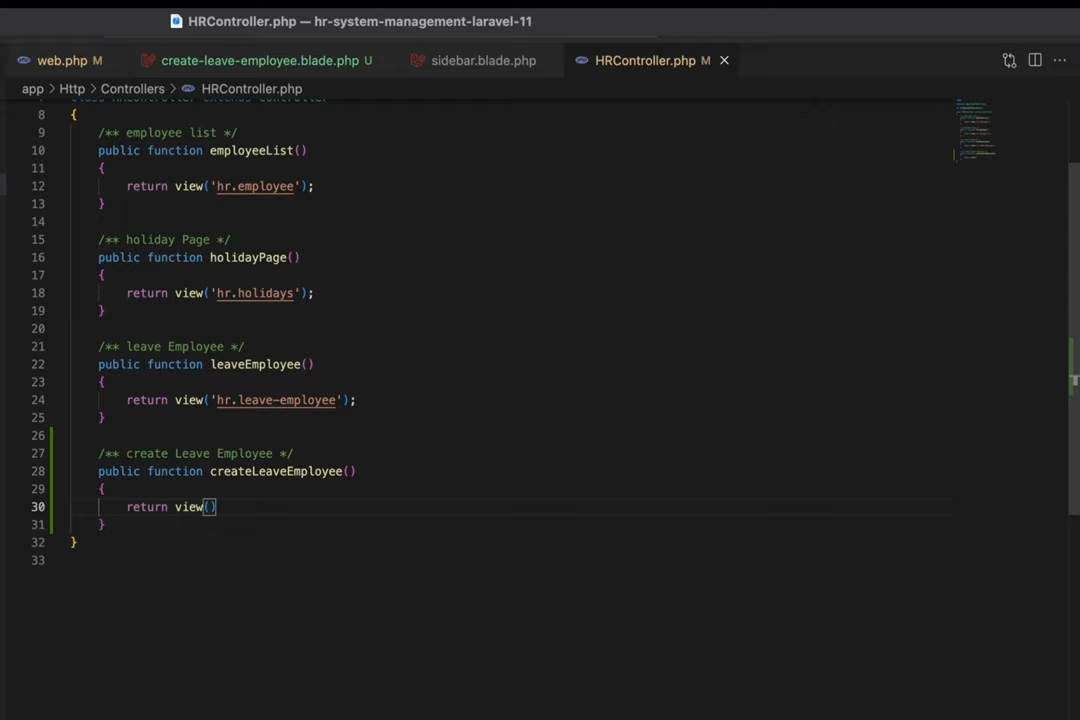 HRController.php — hr-system-management-laravel-11
web.php M create-leave-employee.blade.php U sidebar.blade.php HRController.php M
app > Http > Controllers > HRController.php
8 {
9 /** employee list */
10 public function employeeList()
11 {
12 return view('hr.employee');
13 }
14
15 /** holiday Page */
16 public function holidayPage()
17 {
18 return view('hr.holidays');
19 }
20
21 /** leave Employee */
22 public function leaveEmployee()
23 {
24 return view('hr.leave-employee');
25 }
26
27 /** create Leave Employee */
28 public function createLeaveEmployee()
29 {
30 return view()
31 }
32 }
33